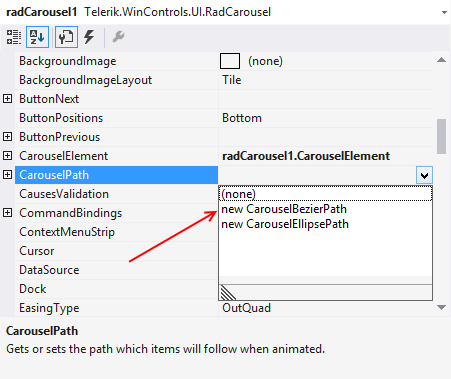 radCarousel1 Telerik.WinControls.UI.RadCarousel
BackgroundImage (none)
BackgroundImageLayout Tile
ButtonNext
ButtonPositions Bottom
ButtonPrevious
CarouselElement radCarousel1.CarouselElement
CarouselPath
CausesValidation (none)
CommandBindings new CarouselBezierPath
ContextMenuStrip new CarouselEllipsePath
Cursor
DataSource
Dock
EasingType OutQuad
CarouselPath
Gets or sets the path which items will follow when animated.